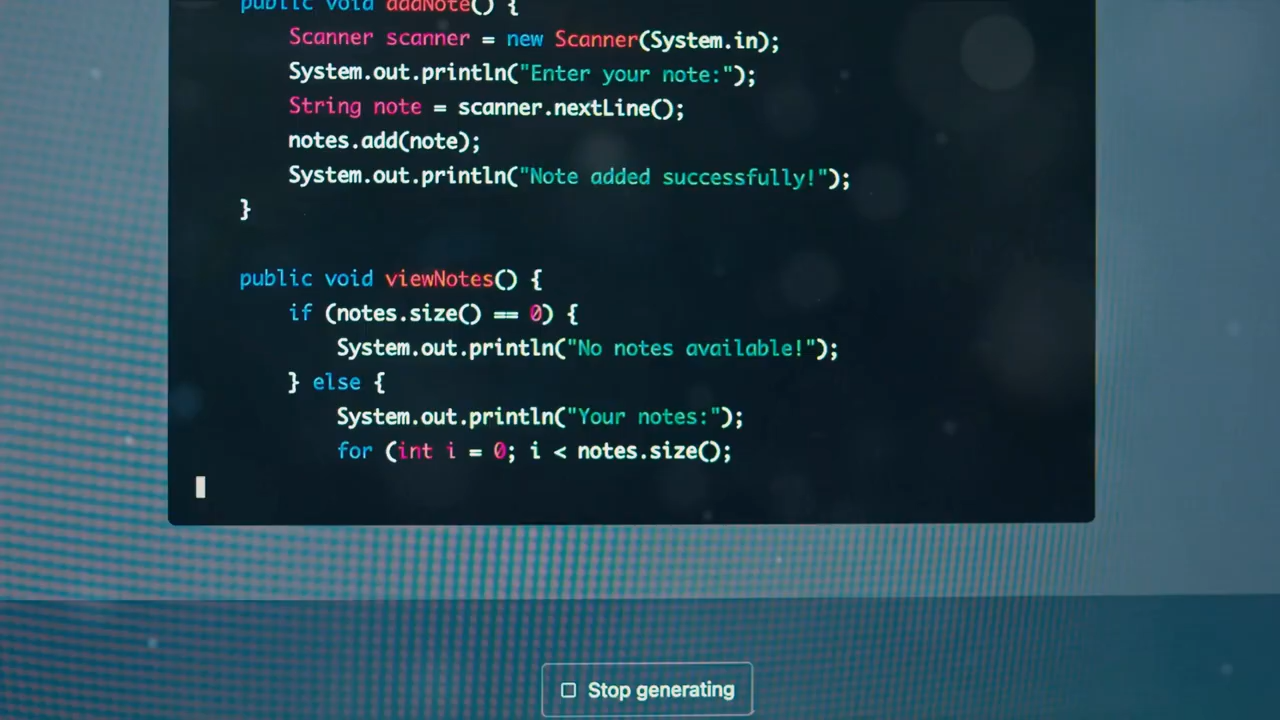 public void addNote() {
Scanner scanner = new Scanner(System.in);
System.out.println("Enter your note:");
String note = scanner.nextLine();
notes.add(note);
System.out.println("Note added successfully!");
}
public void viewNotes() {
if (notes.size() == 0) {
System.out.println("No notes available!");
} else {
System.out.println("Your notes:");
for (int i = 0; i < notes.size();
Stop generating